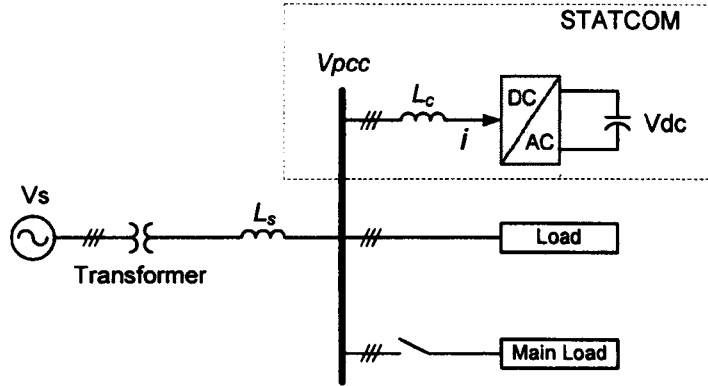 STATCOM
Vpcc
Lc
DC
AC
i
Vdc
Vs
Ls
Transformer
Load
Main Load